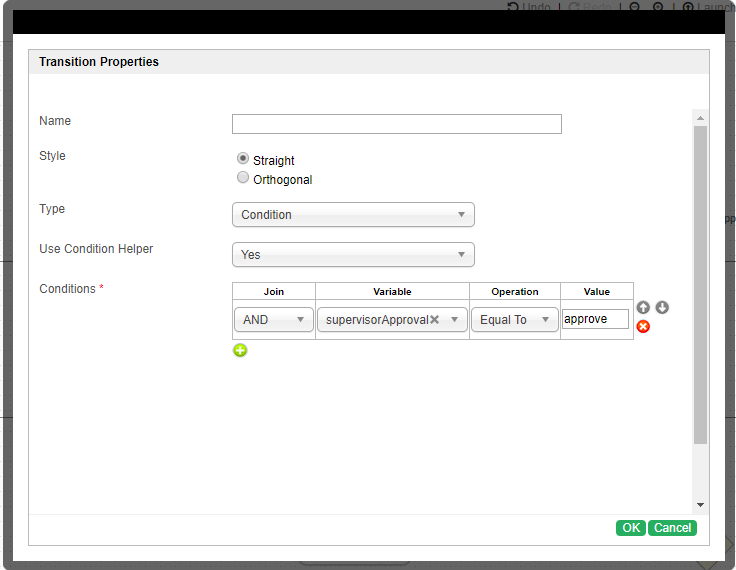 Undo | Redo | | Launch
Transition Properties
Name
Style
Straight
Orthogonal
Type
Condition
Use Condition Helper
Yes
Conditions *
Join Variable Operation Value
AND supervisorApproval Equal To approve
OK Cancel